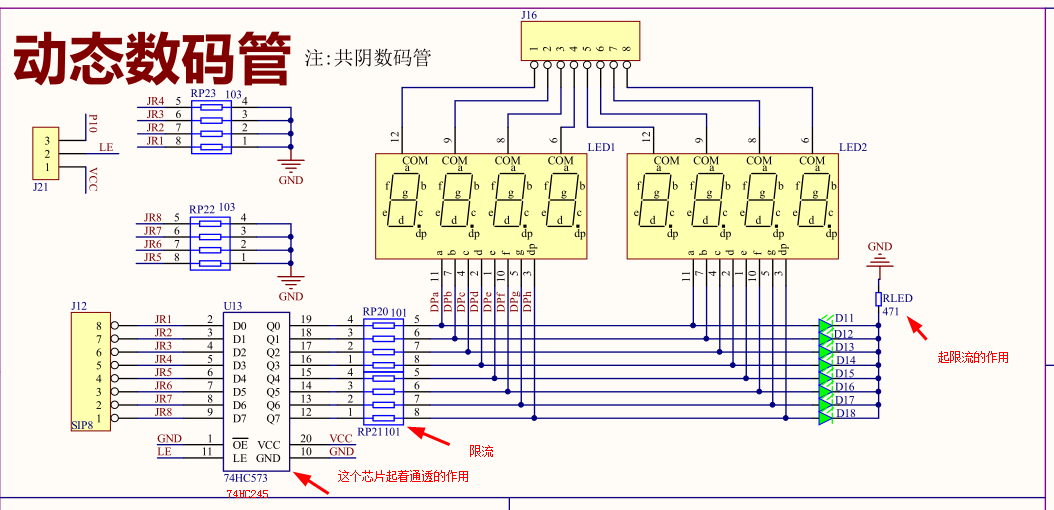 动态数码管
注:共阴数码管
J16
1 2 3 4 5 6 7 8
RP23 103
JR4 5 4
JR3 6 3
JR2 7 2
JR1 8 1
GND
P10
3
2 LE
1
J21
VCC
12 9 8 6 LED1
COM COM COM COM
a a a a
f b f b f b f b
g g g g
e c e c e c e c
d d d d
dp dp dp dp
a b c d e f g dp
11 7 4 2 1 10 5 3
DPa DPb DPc DPd DPe DPf DPg DPh
12 9 8 6 LED2
COM COM COM COM
a a a a
f b f b f b f b
g g g g
e c e c e c e c
d d d d
dp dp dp dp
a b c d e f g dp
11 7 4 2 1 10 5 3
RP22 103
JR8 5 4
JR7 6 3
JR6 7 2
JR5 8 1
GND
GND
RLED
471
起限流的作用
J12
8 JR1 2 D0 Q0 19 4 RP20 101 5 D11
7 JR2 3 D1 Q1 18 3 6 D12
6 JR3 4 D2 Q2 17 2 7 D13
5 JR4 5 D3 Q3 16 1 8 D14
4 JR5 6 D4 Q4 15 4 5 D15
3 JR6 7 D5 Q5 14 3 6 D16
2 JR7 8 D6 Q6 13 2 7 D17
1 JR8 9 D7 Q7 12 1 8 D18
SIP8
U13
RP21 101
GND 1 OE VCC 20 VCC
LE 11 LE GND 10 GND
74HC573
74HC245
限流
这个芯片起着通透的作用